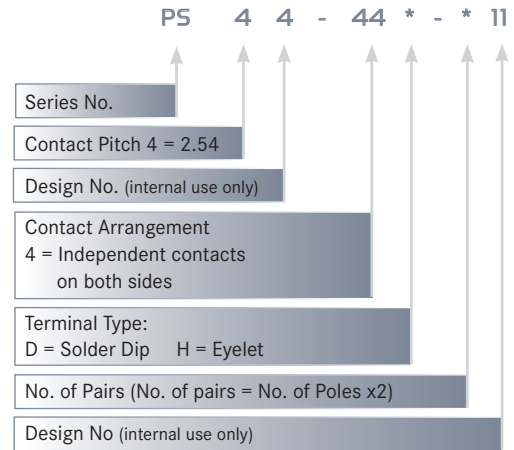 PS 4 4 - 44 * - * 11
Series No.
Contact Pitch 4 = 2.54
Design No. (internal use only)
Contact Arrangement
4 = Independent contacts
on both sides
Terminal Type:
D = Solder Dip H = Eyelet
No. of Pairs (No. of pairs = No. of Poles x2)
Design No (internal use only)